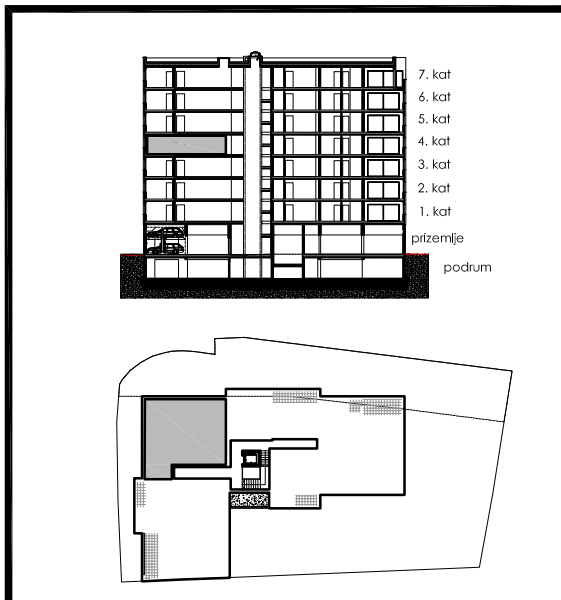 7. kat
6. kat
5. kat
4. kat
3. kat
2. kat
1. kat
prizemlje
podrum